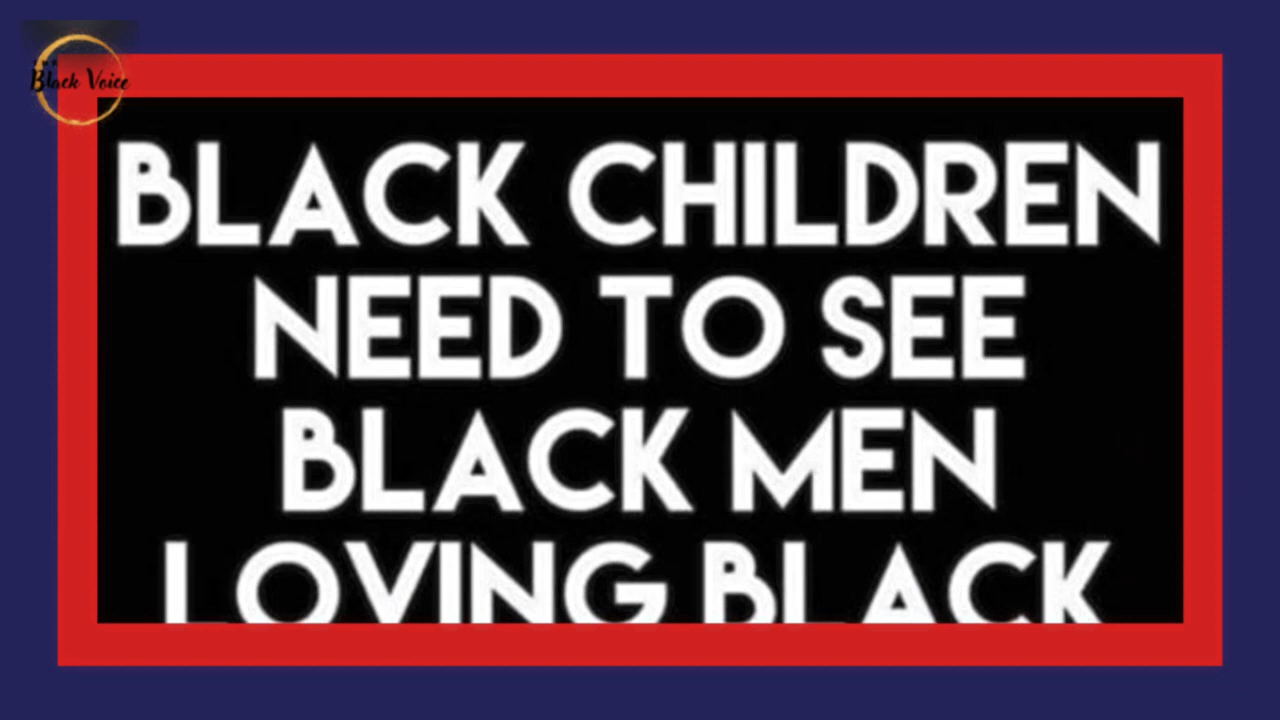 Black Voice
BLACK CHILDREN
NEED TO SEE
BLACK MEN
LOVING BLACK